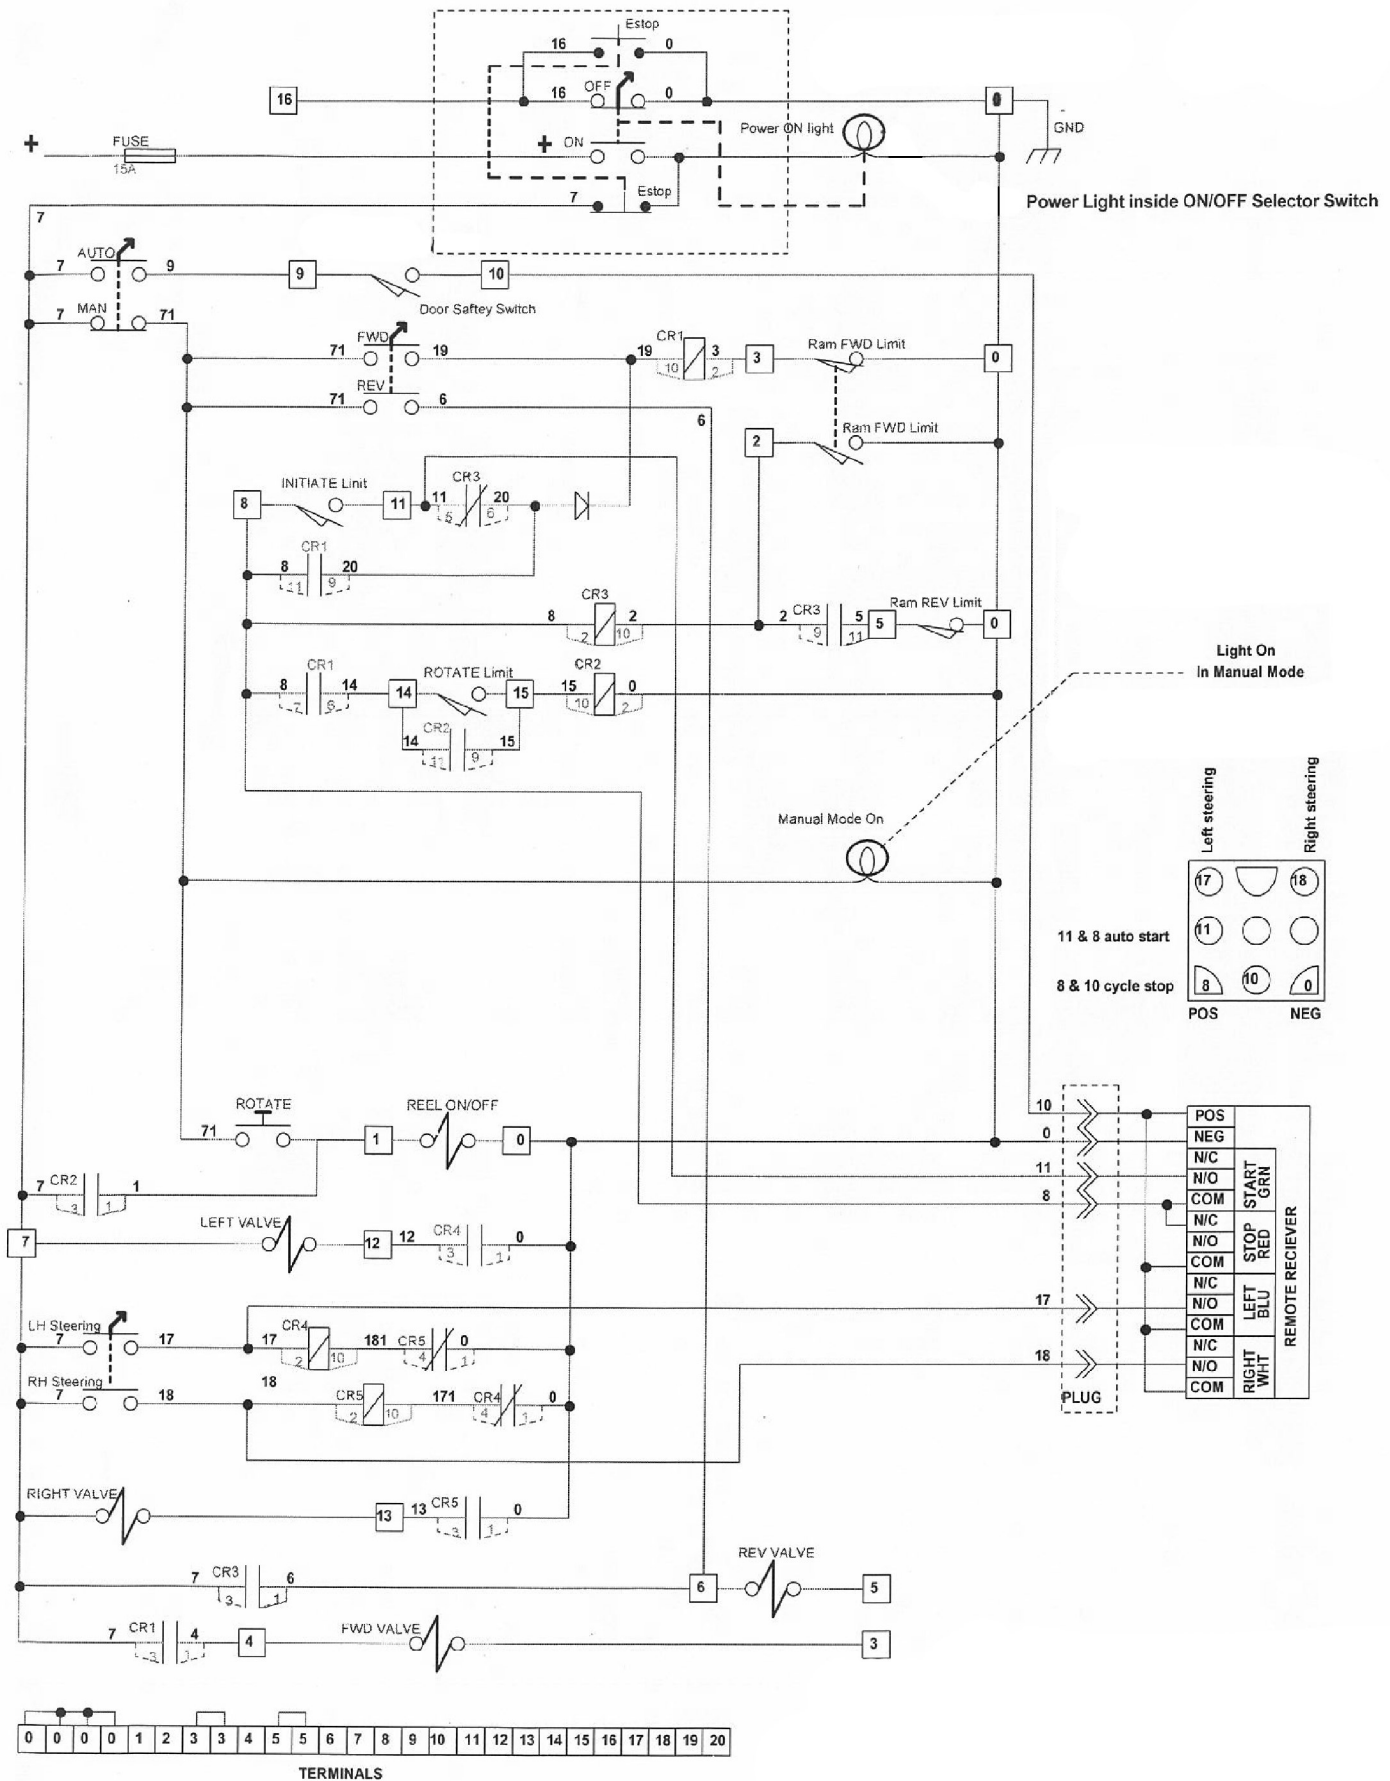 Estop
16 0
16 OFF 16 0 0
GND
+ FUSE + ON Power ON light
15A
7 Estop
7
Power Light inside ON/OFF Selector Switch
AUTO
7 9 9 10
Door Saftey Switch
MAN
7 71
FWD
71 19 19 CR1 3 3 Ram FWD Limit 0
10 2
REV
71 6
6
2 Ram FWD Limit
INITIATE Linit
8 11 11 CR3 20
5 6
CR1
8 20
11 9
CR3
8 2 2 CR3 5 5 Ram REV Limit 0
2 10 9 11
Light On
In Manual Mode
CR1 ROTATE Limit CR2
8 14 14 15 15 0
7 6 10 2
14 CR2 15
11 9
Manual Mode On
Left steering
Right steering
17 18
11 & 8 auto start 11
8 & 10 cycle stop 8 10 0
POS NEG
ROTATE REEL ON/OFF
71 1 0
10 POS
0 NEG
N/C
11 N/O START GRN
8 COM
N/C
N/O STOP RED
COM
N/C
17 N/O LEFT BLU
COM
N/C
18 N/O RIGHT WHT
COM
REMOTE RECIEVER
PLUG
7 CR2 1
3 1
LEFT VALVE
7 12 12 CR4 0
3 1
LH Steering
7 17 17 CR4 181 CR5 0
2 10 4 1
RH Steering
18
7 18 CR5 171 CR4 0
2 10 4 1
RIGHT VALVE
13 13 CR5 0
3 1
REV VALVE
7 CR3 6 6 5
3 1
7 CR1 4 4 FWD VALVE 3
3 1
0 0 0 0 1 2 3 3 4 5 5 6 7 8 9 10 11 12 13 14 15 16 17 18 19 20
TERMINALS